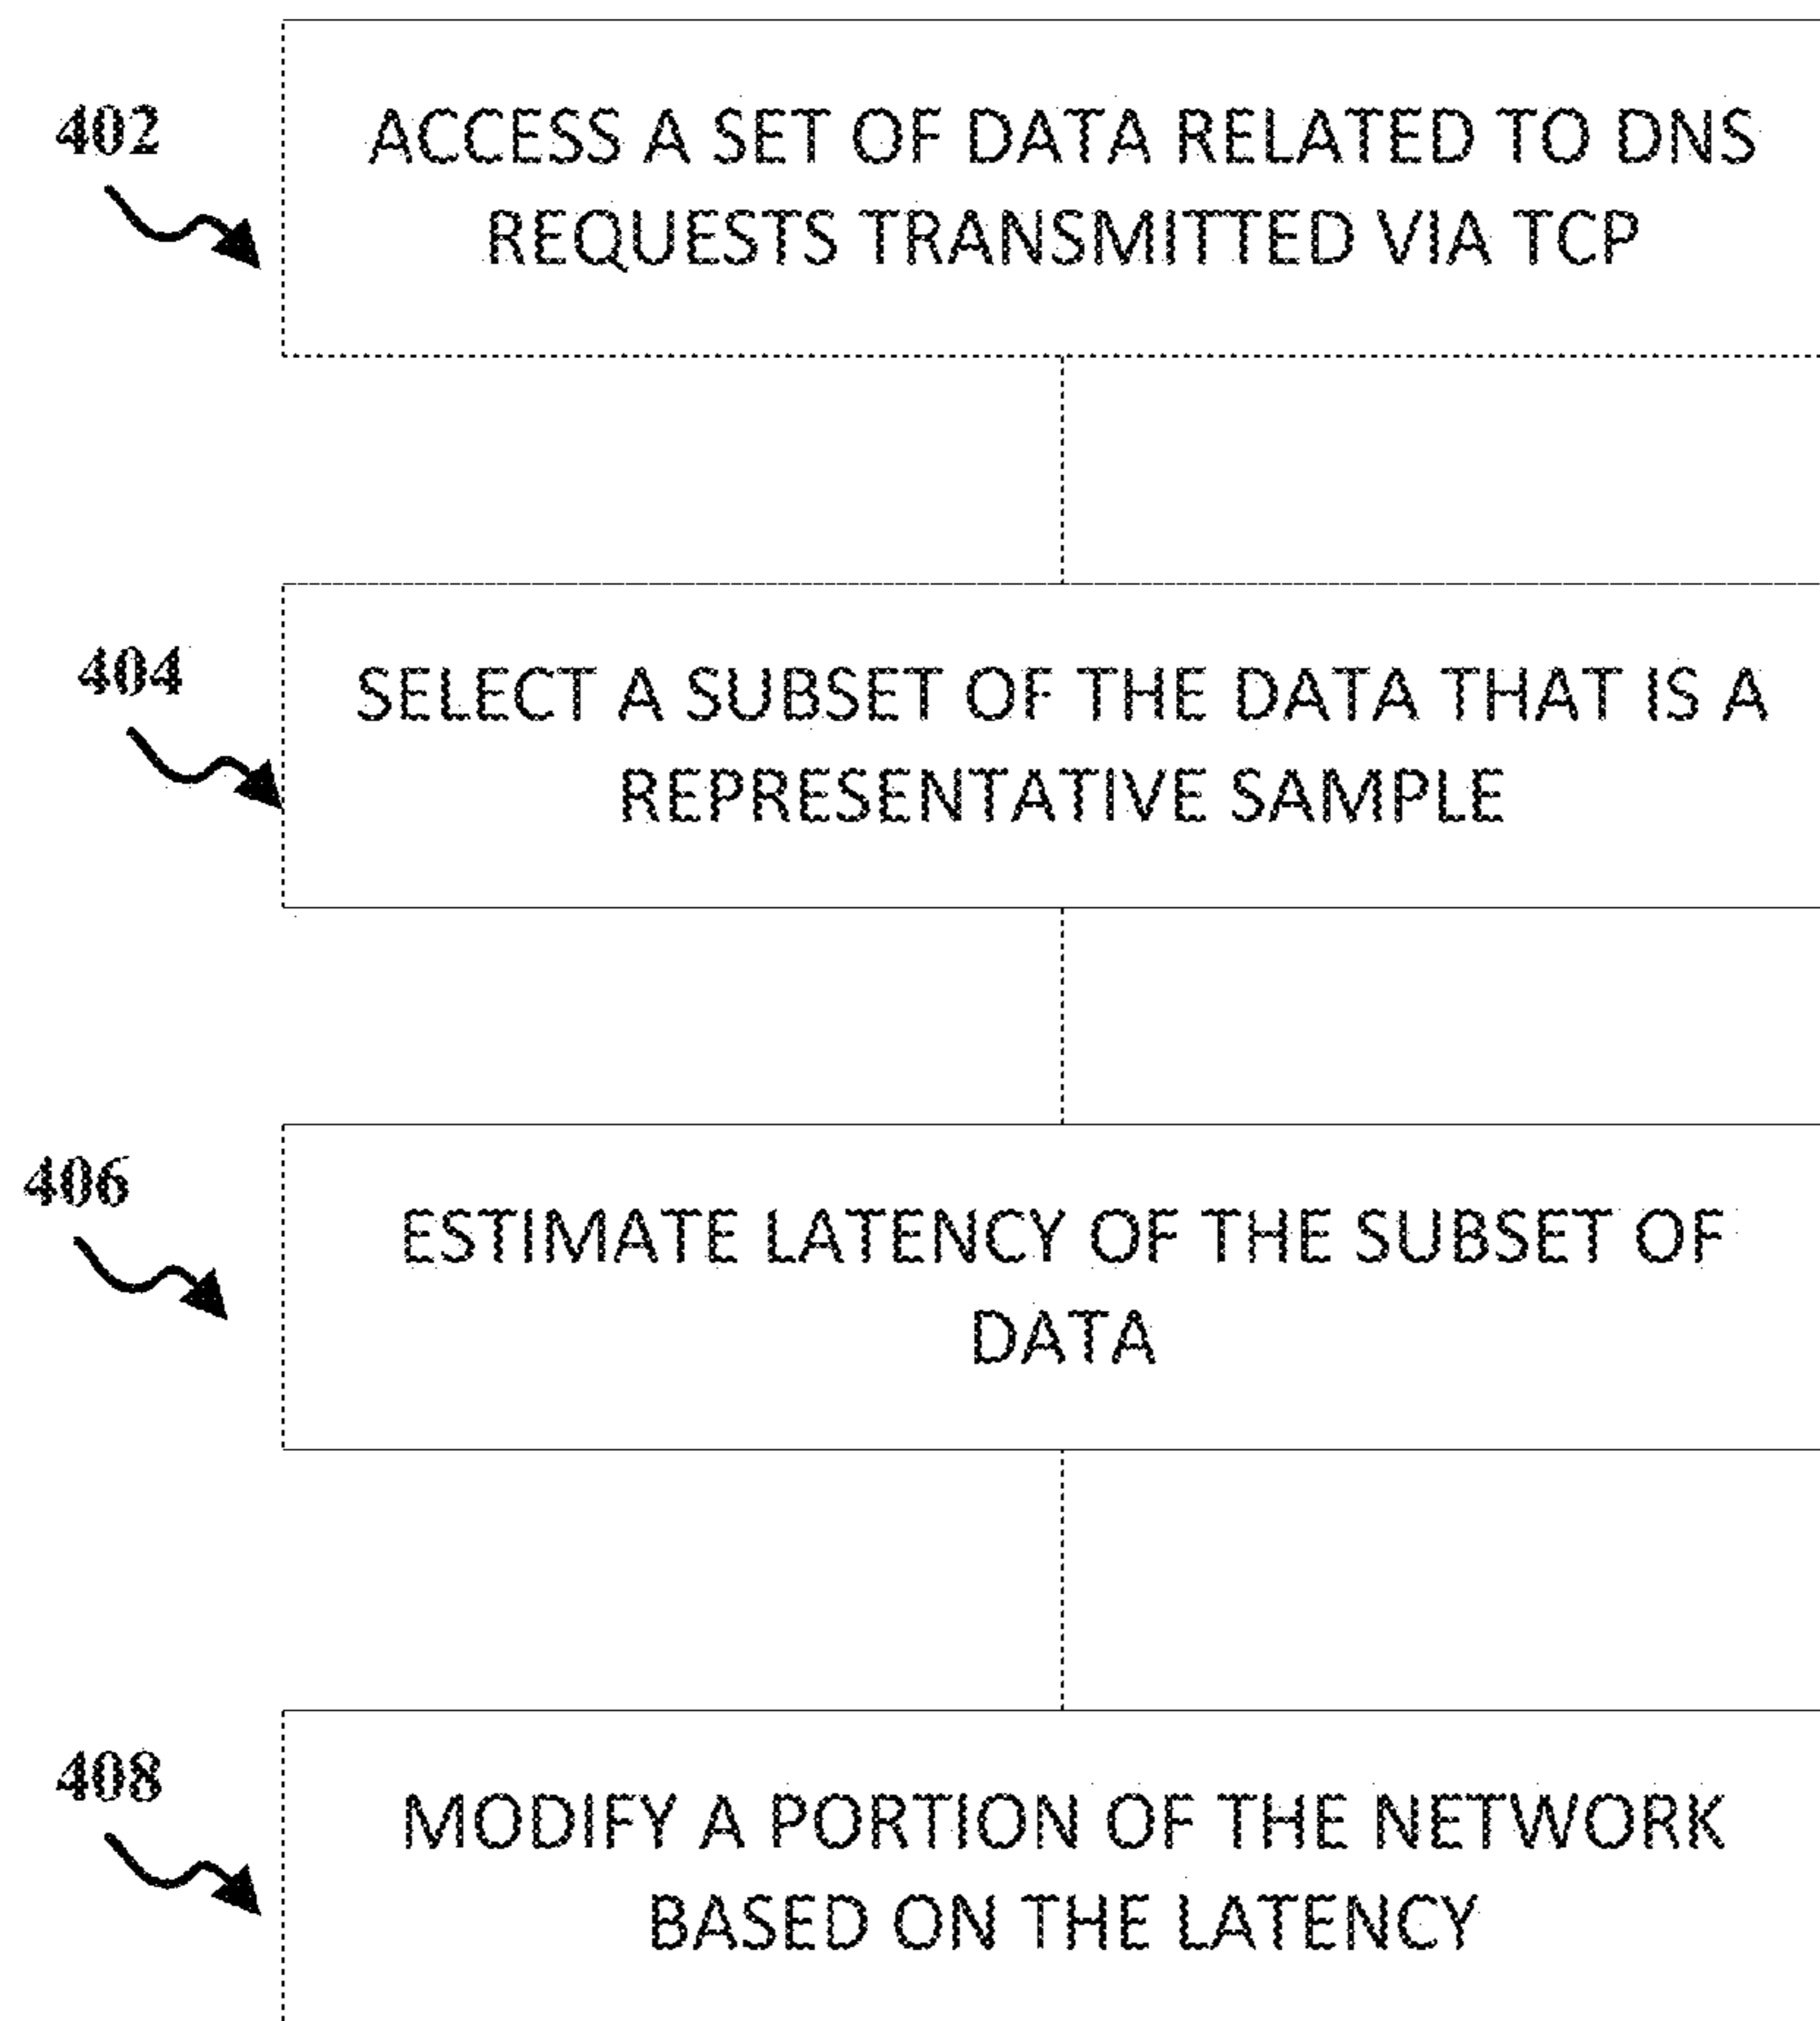 402
ACCESS A SET OF DATA RELATED TO DNS
REQUESTS TRANSMITTED VIA TCP
404
SELECT A SUBSET OF THE DATA THAT IS A
REPRESENTATIVE SAMPLE
406
ESTIMATE LATENCY OF THE SUBSET OF
DATA
408
MODIFY A PORTION OF THE NETWORK
BASED ON THE LATENCY